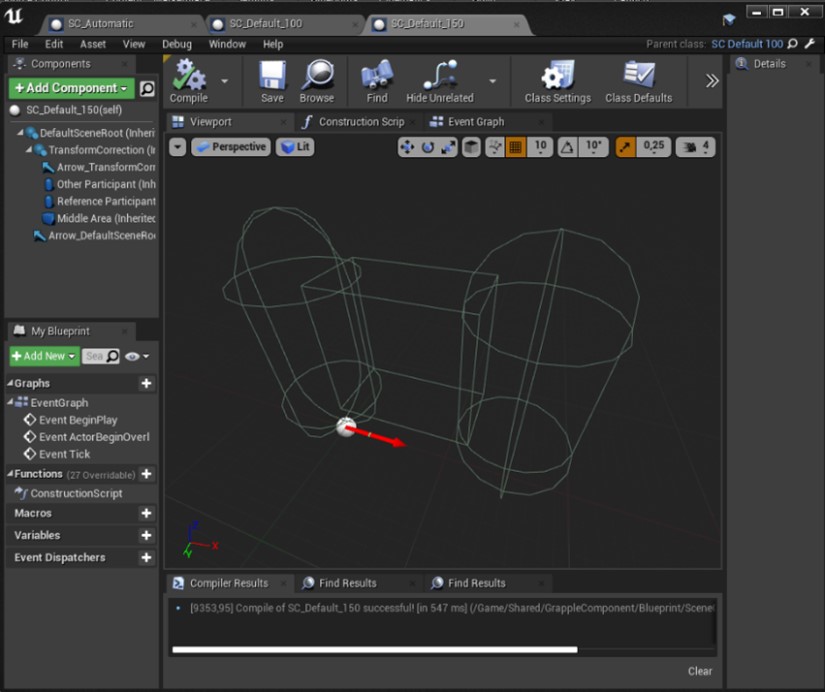 SC_Automatic
SC_Default_100
SC_Default_150
File Edit Asset View Debug Window Help
Parent class: SC Default 100
Components
Details
+Add Component
Compile
Save
Browse
Find
Hide Unrelated
Class Settings
Class Defaults
SC_Default_150(self)
Viewport
Construction Scrip
Event Graph
DefaultSceneRoot (Inheri
Perspective
Lit
10
10°
0,25
4
TransformCorrection (I
Arrow_TransformCorr
Other Participant (Inh
Reference Participant
Middle Area (Inherited
Arrow_DefaultSceneRo
My Blueprint
+Add New
Sea
Graphs
EventGraph
Event BeginPlay
Event ActorBeginOverl
Event Tick
Functions (27 Overridable)
ConstructionScript
Macros
Variables
Event Dispatchers
Z
X
Y
Compiler Results
Find Results
Find Results
[9353,95] Compile of SC_Default_150 successful! [in 547 ms] (/Game/Shared/GrappleComponent/Blueprint/Scene
Clear